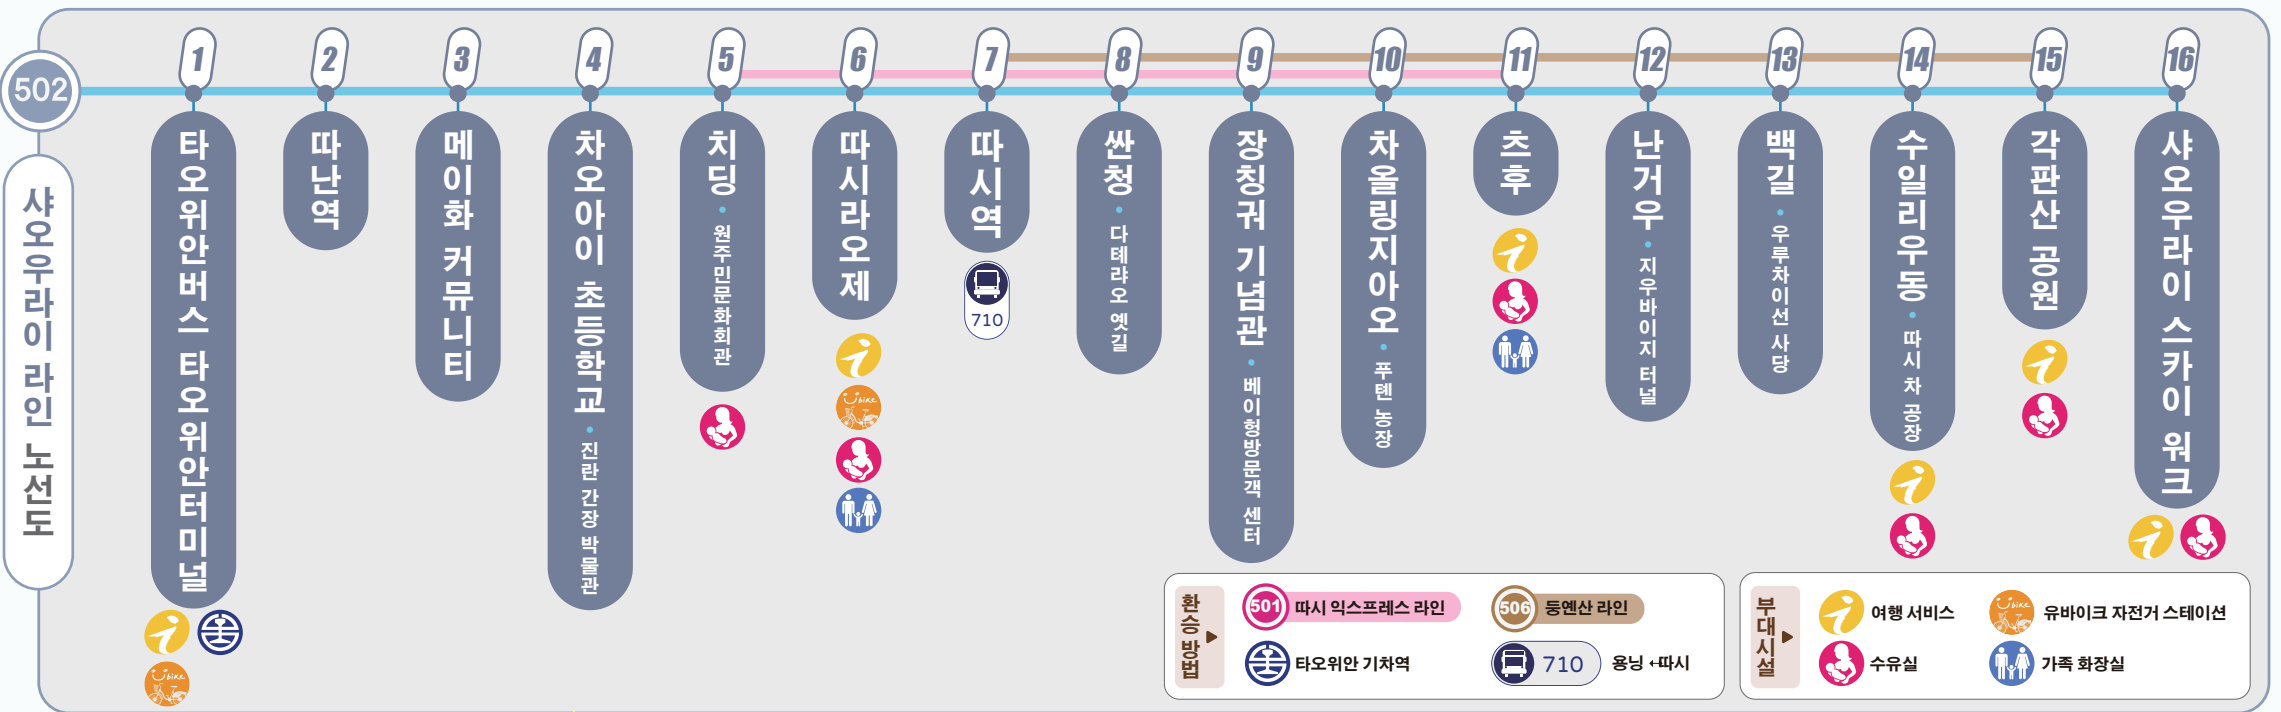 502
샤오우라이 라인 노선도
1
타오위안버스 타오위안터미널
2
따난역
3
메이화 커뮤니티
4
차오아이 초등학교 • 진란 간장 박물관
5
치딩 • 원주민문화회관
6
따시라오제
7
따시역
710
8
싼청 • 다톄랴오 옛길
9
장칭궈 기념관 • 베이헝방문객 센터
10
차올링지아오 • 푸톈 농장
11
츠후
12
난거우 • 지우바이지 터널
13
백길 • 우루차이선 사당
14
수일리우동 • 따시 차 공장
15
각판산 공원
16
샤오우라이 스카이 워크
Ubike
Ubike
환승 방법
501 따시 익스프레스 라인
506 둥옌산 라인
타오위안 기차역
710 용닝 ↔따시
부대시설
여행 서비스
Ubike 유바이크 자전거 스테이션
수유실
가족 화장실